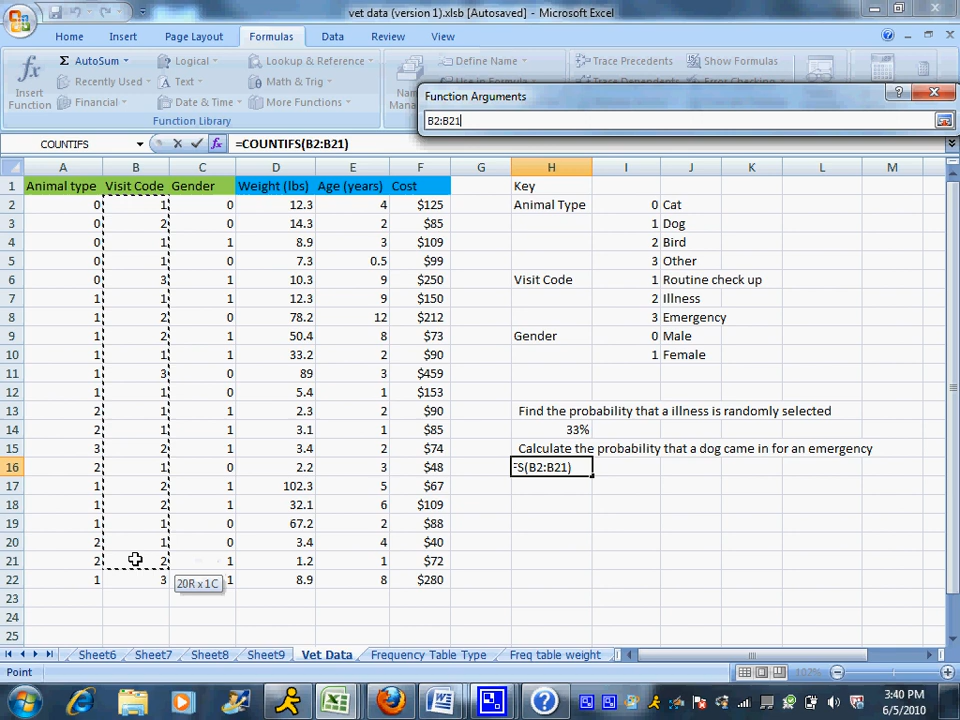 vet data (version 1).xlsb [Autosaved] - Microsoft Excel
Home Insert Page Layout Formulas Data Review View
fx Insert Function
Σ AutoSum Logical Lookup & Reference
Recently Used Text Math & Trig
Financial Date & Time More Functions
Function Library
Define Name Trace Precedents Show Formulas
Function Arguments
B2:B21
COUNTIFS fx =COUNTIFS(B2:B21)
A B C D E F G H I J K L M
1 Animal type Visit Code Gender Weight (lbs) Age (years) Cost Key
2 0 1 0 12.3 4 $125 Animal Type 0 Cat
3 0 2 0 14.3 2 $85 1 Dog
4 0 1 1 8.9 3 $109 2 Bird
5 0 1 0 7.3 0.5 $99 3 Other
6 0 3 1 10.3 9 $250 Visit Code 1 Routine check up
7 1 1 1 12.3 9 $150 2 Illness
8 1 2 0 78.2 12 $212 3 Emergency
9 1 2 1 50.4 8 $73 Gender 0 Male
10 1 1 1 33.2 2 $90 1 Female
11 1 3 0 89 3 $459
12 1 1 0 5.4 1 $153
13 2 1 1 2.3 2 $90 Find the probability that a illness is randomly selected
14 2 1 1 3.1 1 $85 33%
15 3 2 1 3.4 2 $74 Calculate the probability that a dog came in for an emergency
16 2 1 0 2.2 3 $48 FS(B2:B21)
17 1 2 1 102.3 5 $67
18 1 2 1 32.1 6 $109
19 1 1 0 67.2 2 $88
20 2 1 0 3.4 4 $40
21 2 2 1 1.2 1 $72
22 1 3 1 8.9 8 $280
20R x 1C
23
24
25
Sheet6 Sheet7 Sheet8 Sheet9 Vet Data Frequency Table Type Freq table weight
Point 102%
3:40 PM
6/5/2010